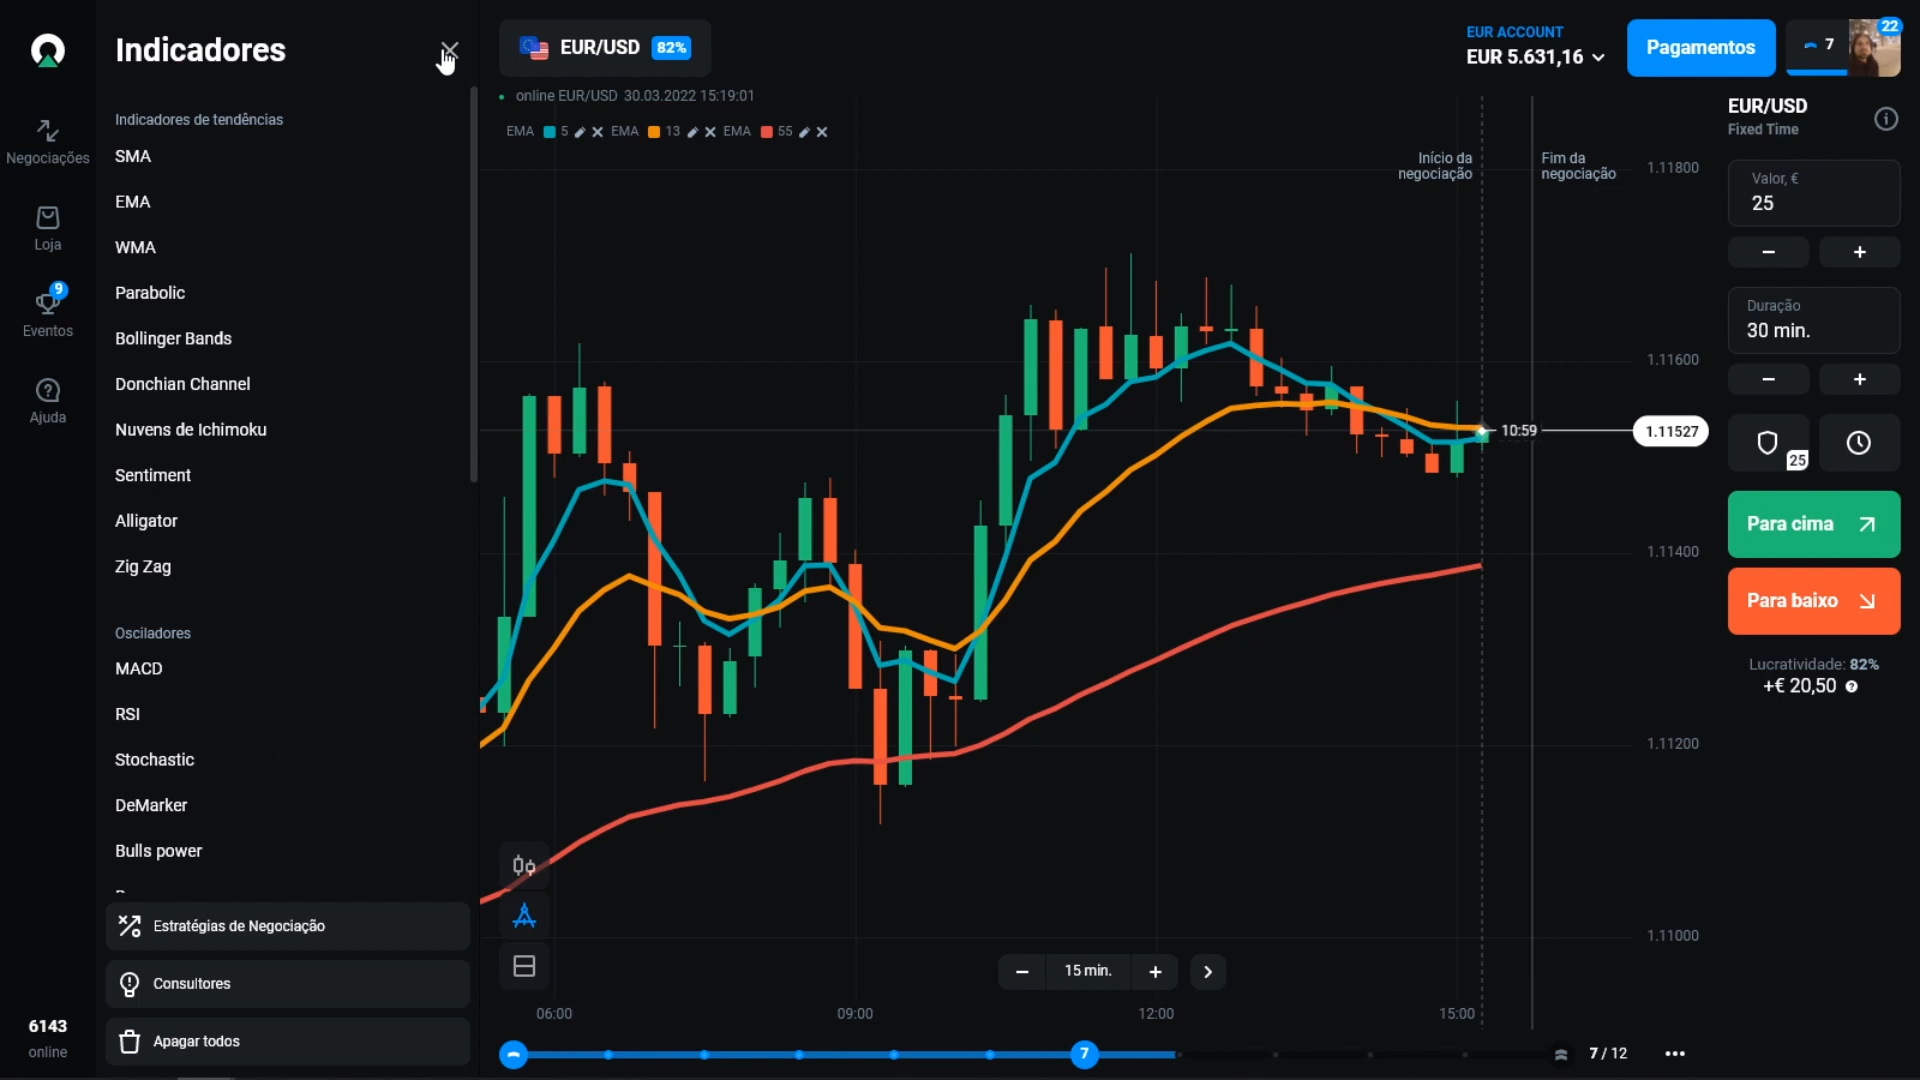 Indicadores
Indicadores de tendências
SMA
EMA
WMA
Parabolic
Bollinger Bands
Donchian Channel
Nuvens de Ichimoku
Sentiment
Alligator
Zig Zag
Osciladores
MACD
RSI
Stochastic
DeMarker
Bulls power
Estratégias de Negociação
Consultores
Apagar todos
Negociações
Loja
9
Eventos
Ajuda
6143
online
EUR/USD 82%
online EUR/USD 30.03.2022 15:19:01
EMA 5 EMA 13 EMA 55
Início da
negociação
Fim da
negociação
1.11800
1.11600
10:59
1.11527
1.11400
1.11200
1.11000
15 min.
06:00
09:00
12:00
15:00
7
7 / 12
EUR ACCOUNT
EUR 5.631,16
Pagamentos
7
22
EUR/USD
Fixed Time
Valor, €
25
Duração
30 min.
25
Para cima
Para baixo
Lucratividade: 82%
+€ 20,50